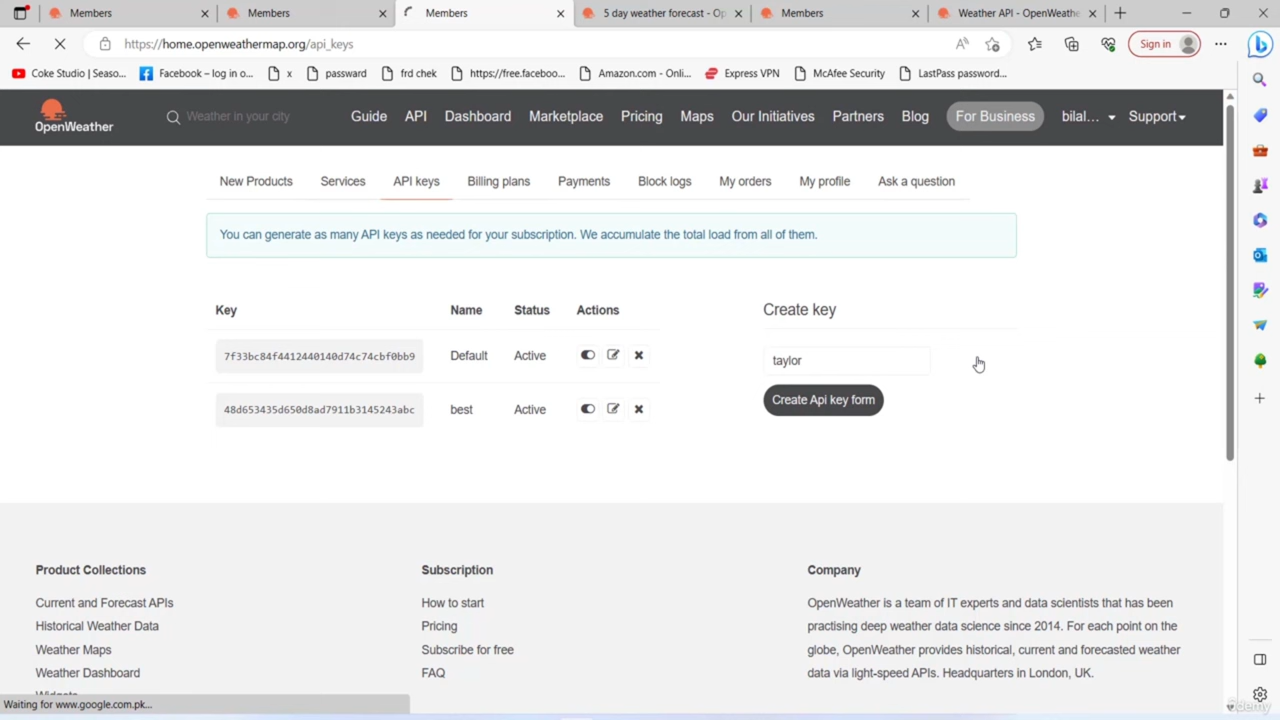 Members
Members
Members
5 day weather forecast - Op
Members
Weather API - OpenWeathe
https://home.openweathermap.org/api_keys
Sign in
Coke Studio | Seaso...
Facebook – log in o...
x
passward
frd chek
https://free.faceboo...
Amazon.com - Onli...
Express VPN
McAfee Security
LastPass password...
OpenWeather
Weather in your city
Guide
API
Dashboard
Marketplace
Pricing
Maps
Our Initiatives
Partners
Blog
For Business
bilal...
Support
New Products
Services
API keys
Billing plans
Payments
Block logs
My orders
My profile
Ask a question
You can generate as many API keys as needed for your subscription. We accumulate the total load from all of them.
Key
Name
Status
Actions
Create key
7f33bc84f4412440140d74c74cbf0bb9
Default
Active
taylor
Create Api key form
48d653435d650d8ad7911b3145243abc
best
Active
Product Collections
Subscription
Company
Current and Forecast APIs
How to start
OpenWeather is a team of IT experts and data scientists that has been
Historical Weather Data
Pricing
practising deep weather data science since 2014. For each point on the
Weather Maps
Subscribe for free
globe, OpenWeather provides historical, current and forecasted weather
Weather Dashboard
FAQ
data via light-speed APIs. Headquarters in London, UK.
Widgets
Waiting for www.google.com.pk...
Udemy